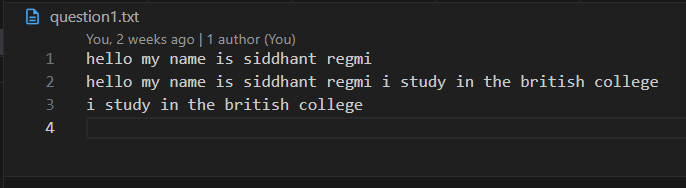 question1.txt
You, 2 weeks ago | 1 author (You)
1 hello my name is siddhant regmi
2 hello my name is siddhant regmi i study in the british college
3 i study in the british college
4